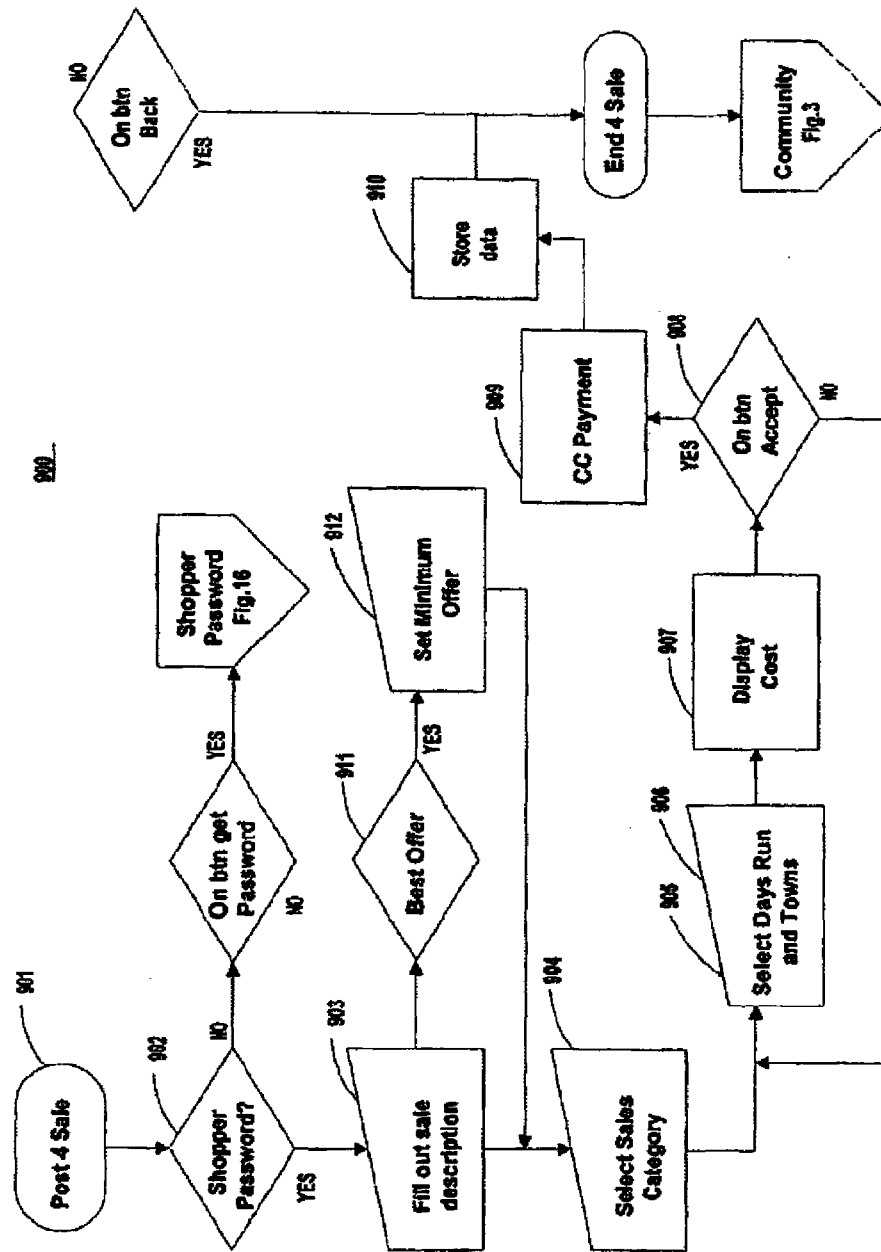 900
Post 4 Sale
901
Shopper
Password?
902
NO
YES
On btn get
Password
YES
NO
Shopper
Password
Fig.16
Fill out sale
description
903
Best Offer
911
YES
Set Minimum
Offer
912
Select Sales
Category
904
Select Days Run
and Towns
905
906
Display
Cost
907
On btn
Accept
908
YES
NO
CC Payment
909
Store
data
910
On btn
Back
NO
YES
End 4 Sale
Community
Fig.3